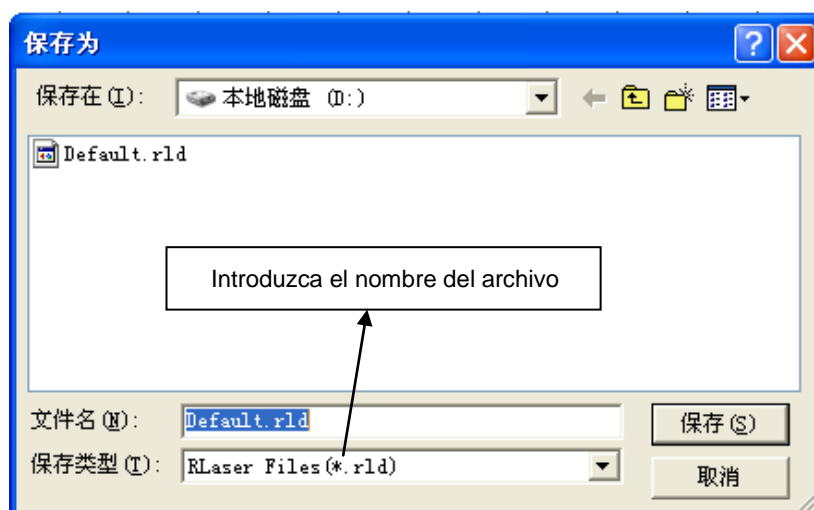 保存为
保存在(I): 本地磁盘 (D:)
Default.rld
Introduzca el nombre del archivo
文件名(N): Default.rld 保存(S)
保存类型(T): RLaser Files(*.rld) 取消